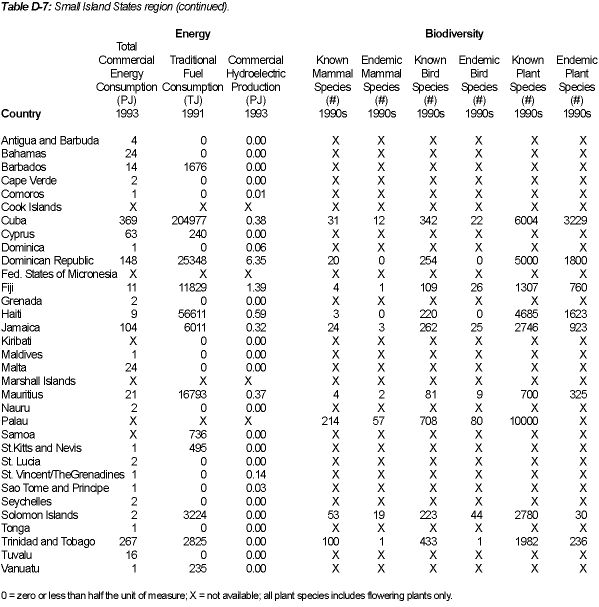 Table D-7: Small Island States region (continued).
Energy Biodiversity
Total Traditional Commercial Known Endemic Known Endemic Known Endemic
Commercial Fuel Hydroelectric Mammal Mammal Bird Bird Plant Plant
Energy Consumption Production Species Species Species Species Species Species
Consumption (TJ) (PJ) (#) (#) (#) (#) (#) (#)
(PJ)
Country 1993 1991 1993 1990s 1990s 1990s 1990s 1990s 1990s
Antigua and Barbuda 4 0 0.00 X X X X X X
Bahamas 24 0 0.00 X X X X X X
Barbados 14 1676 0.00 X X X X X X
Cape Verde 2 0 0.00 X X X X X X
Comoros 1 0 0.01 X X X X X X
Cook Islands X X X X X X X X X
Cuba 369 204977 0.38 31 12 342 22 6004 3229
Cyprus 63 240 0.00 X X X X X X
Dominica 1 0 0.06 X X X X X X
Dominican Republic 148 25348 6.35 20 0 254 0 5000 1800
Fed. States of Micronesia X X X X X X X X X
Fiji 11 11829 1.39 4 1 109 26 1307 760
Grenada 2 0 0.00 X X X X X X
Haiti 9 56611 0.59 3 0 220 0 4685 1623
Jamaica 104 6011 0.32 24 3 262 25 2746 923
Kiribati X 0 0.00 X X X X X X
Maldives 1 0 0.00 X X X X X X
Malta 24 0 0.00 X X X X X X
Marshall Islands X X X X X X X X X
Mauritius 21 16793 0.37 4 2 81 9 700 325
Nauru 2 0 0.00 X X X X X X
Palau X X X 214 57 708 80 10000 X
Samoa X 736 0.00 X X X X X X
St.Kitts and Nevis 1 495 0.00 X X X X X X
St. Lucia 2 0 0.00 X X X X X X
St. Vincent/TheGrenadines 1 0 0.14 X X X X X X
Sao Tome and Principe 1 0 0.03 X X X X X X
Seychelles 2 0 0.00 X X X X X X
Solomon Islands 2 3224 0.00 53 19 223 44 2780 30
Tonga 1 0 0.00 X X X X X X
Trinidad and Tobago 267 2825 0.00 100 1 433 1 1982 236
Tuvalu 16 0 0.00 X X X X X X
Vanuatu 1 235 0.00 X X X X X X
0 = zero or less than half the unit of measure; X = not available; all plant species includes flowering plants only.